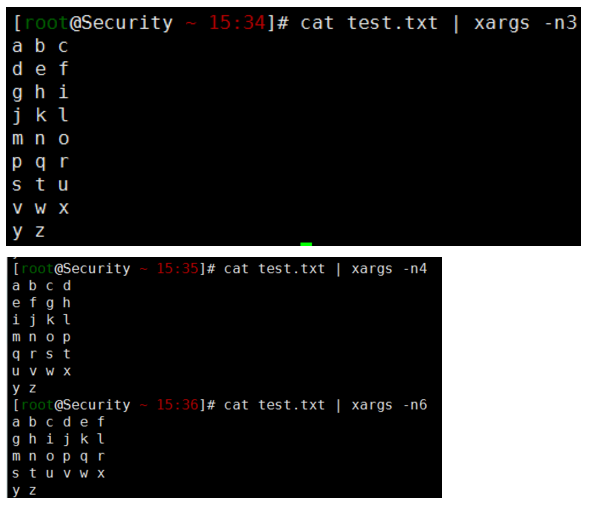 [root@Security ~ 15:34]# cat test.txt | xargs -n3
a b c
d e f
g h i
j k l
m n o
p q r
s t u
v w x
y z
[root@Security ~ 15:35]# cat test.txt | xargs -n4
a b c d
e f g h
i j k l
m n o p
q r s t
u v w x
y z
[root@Security ~ 15:36]# cat test.txt | xargs -n6
a b c d e f
g h i j k l
m n o p q r
s t u v w x
y z